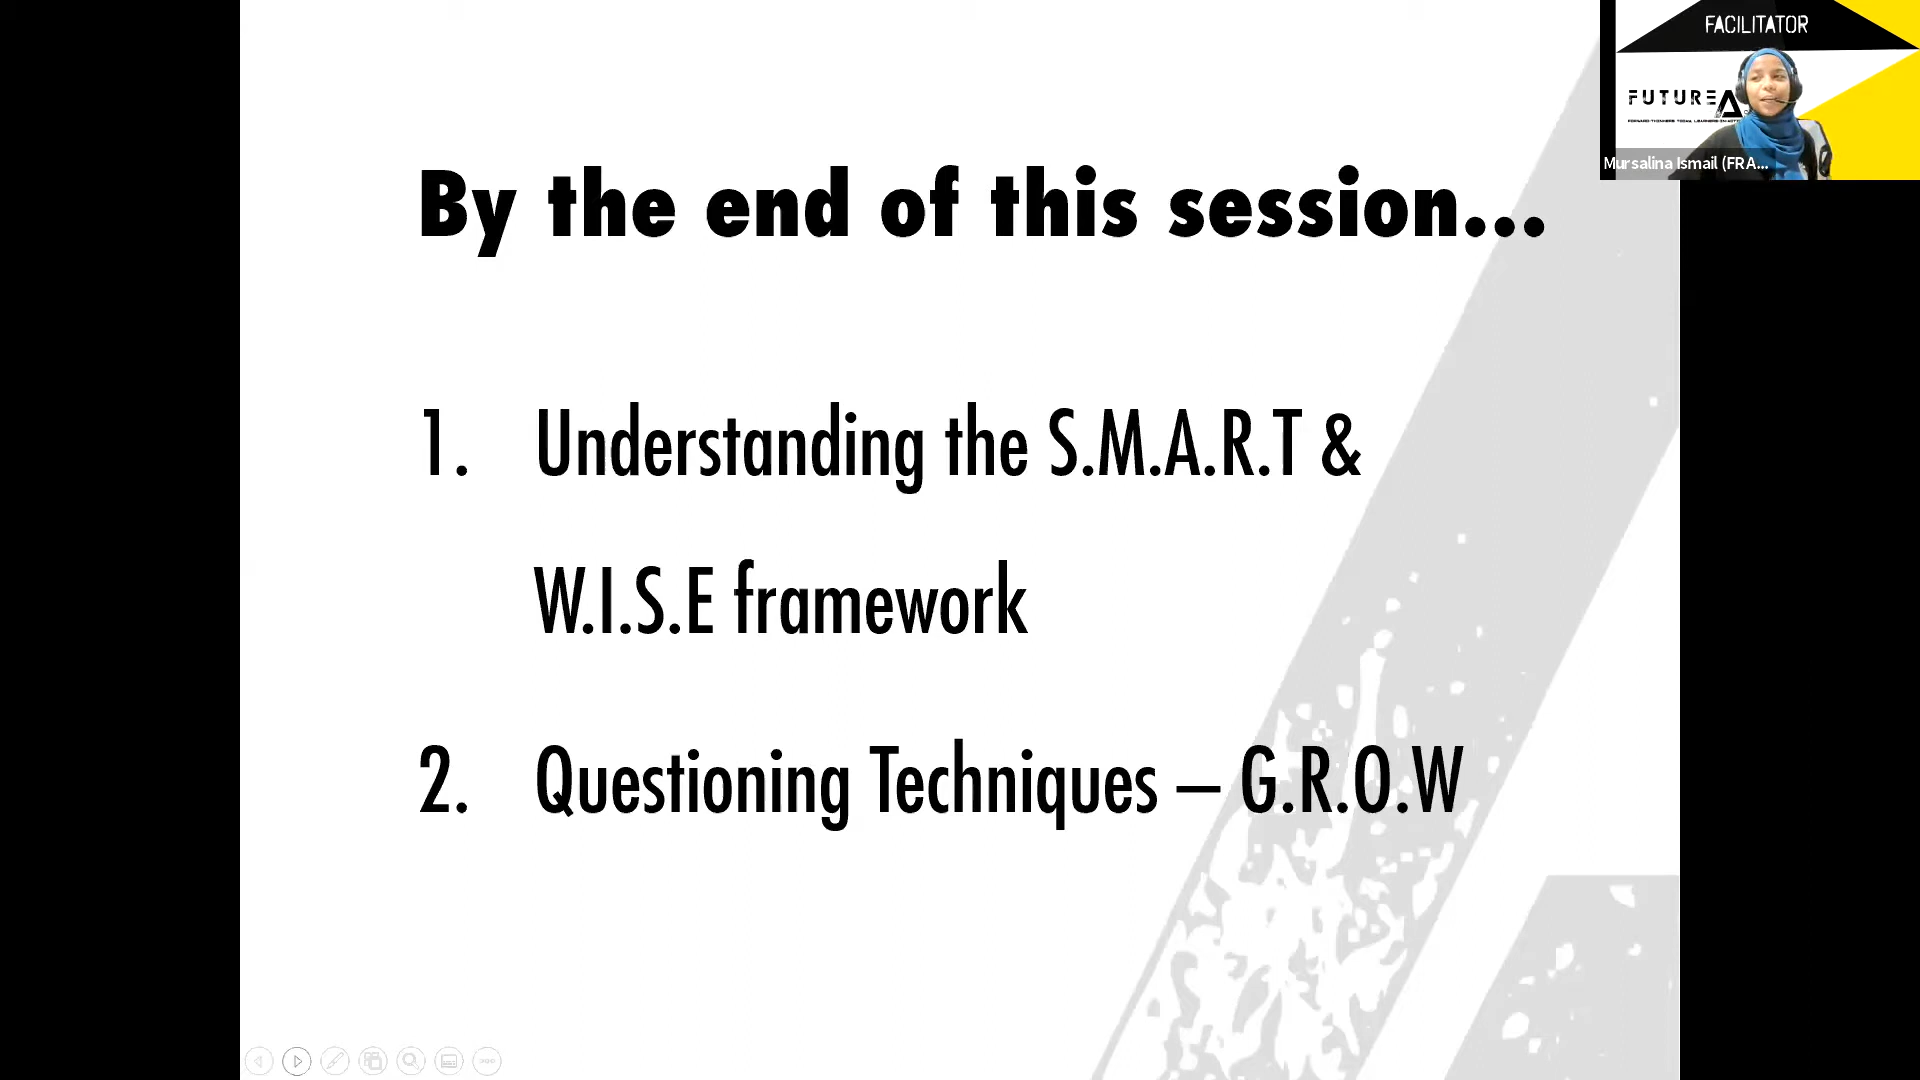 FACILITATOR
FUTURE
Mursalina Ismail (FRA...
By the end of this session...
1. Understanding the S.M.A.R.T &
W.I.S.E framework
2. Questioning Techniques – G.R.O.W